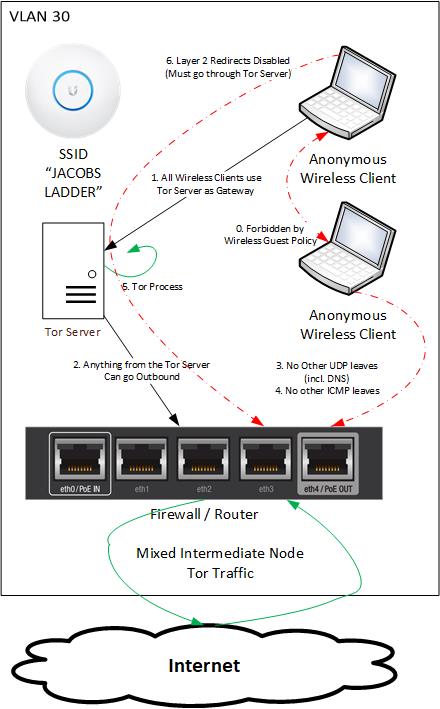 VLAN 30
6. Layer 2 Redirects Disabled
(Must go through Tor Server)
SSID
“JACOBS
LADDER”
Anonymous
Wireless Client
1. All Wireless Clients use
Tor Server as Gateway
0. Forbidden by
Wireless Guest Policy
5. Tor Process
Tor Server
Anonymous
Wireless Client
2. Anything from the Tor Server
Can go Outbound
3. No Other UDP leaves
(incl. DNS)
4. No other ICMP leaves
eth0/PoE IN
eth1
eth2
eth3
eth4/PoE OUT
Firewall / Router
Mixed Intermediate Node
Tor Traffic
Internet